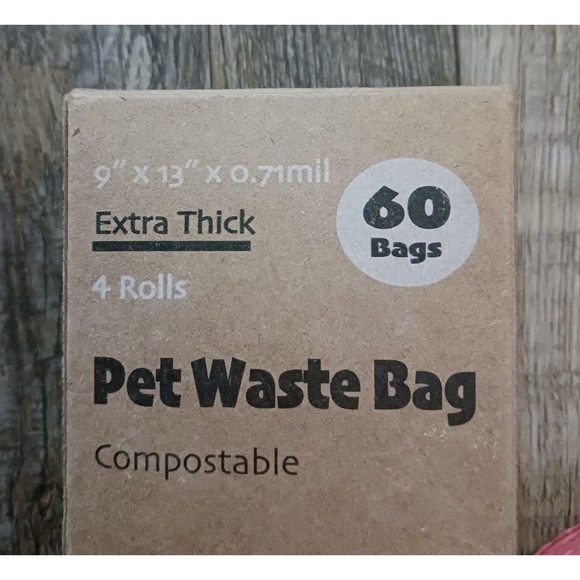 9" x 13" x 0.71mil
Extra Thick
60
Bags
4 Rolls
Pet Waste Bag
Compostable